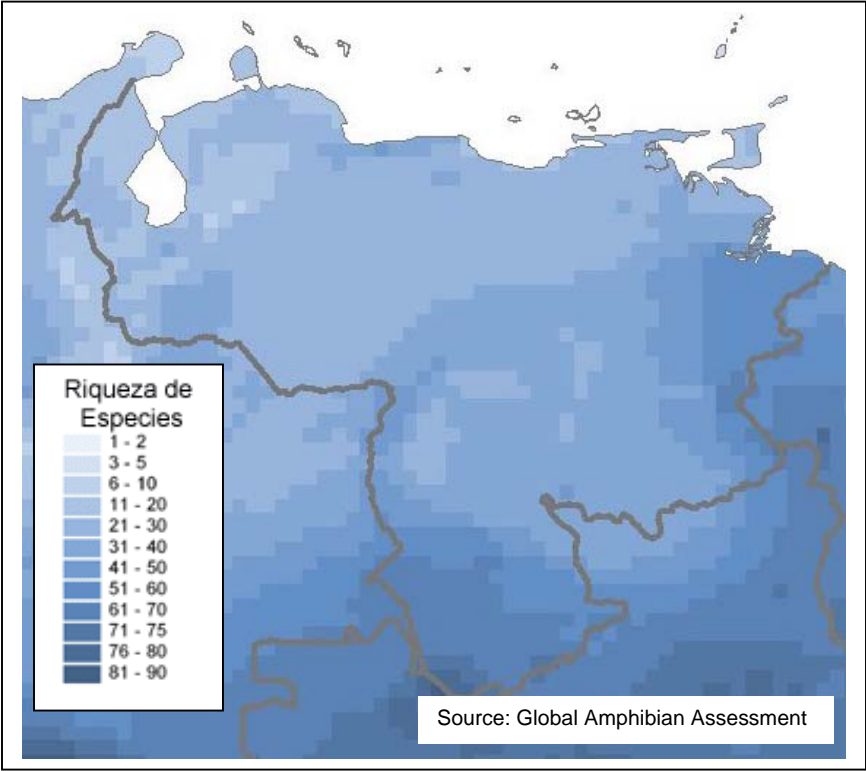 Riqueza de
Especies
1 - 2
3 - 5
6 - 10
11 - 20
21 - 30
31 - 40
41 - 50
51 - 60
61 - 70
71 - 75
76 - 80
81 - 90
Source: Global Amphibian Assessment